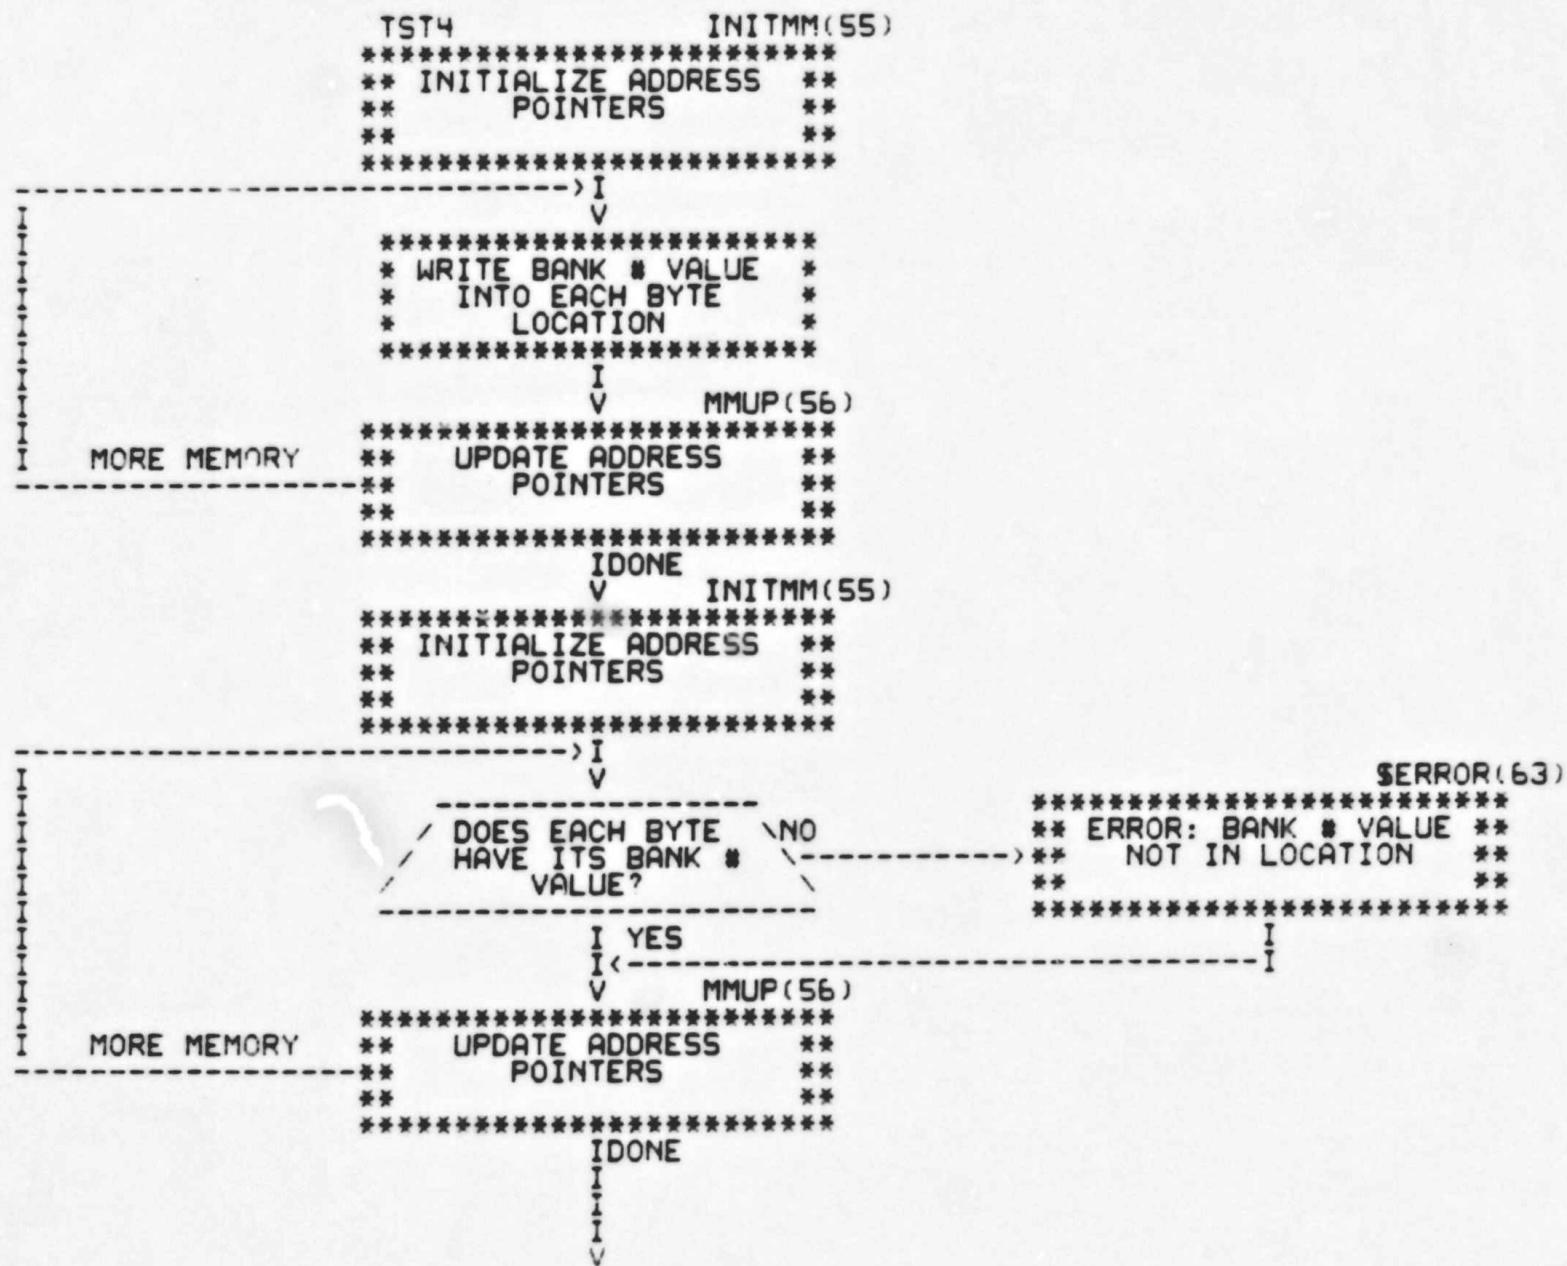 TST4 INITMM(55)
*************************
** INITIALIZE ADDRESS **
** POINTERS **
** **
*************************
----------------------------->I
I V
***********************
* WRITE BANK # VALUE *
* INTO EACH BYTE *
* LOCATION *
***********************
I
V MMUP(56)
*************************
I MORE MEMORY ** UPDATE ADDRESS **
------------------** POINTERS **
** **
*************************
IDONE
V INITMM(55)
*************************
** INITIALIZE ADDRESS **
** POINTERS **
** **
*************************
----------------------------->I
I V $ERROR(63)
----------------- *************************
/ DOES EACH BYTE \NO ** ERROR: BANK # VALUE **
/ HAVE ITS BANK # \----------->** NOT IN LOCATION **
/ VALUE? \ ** **
----------------------- *************************
I YES I
I<---------------------------------I
V MMUP(56)
*************************
I MORE MEMORY ** UPDATE ADDRESS **
------------------** POINTERS **
** **
*************************
IDONE
I
I
I
V